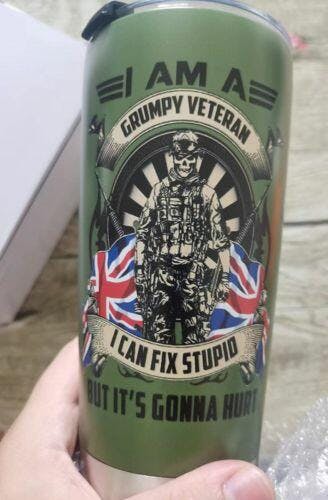 I AM A
GRUMPY VETERAN
I CAN FIX STUPID
BUT IT'S GONNA HURT